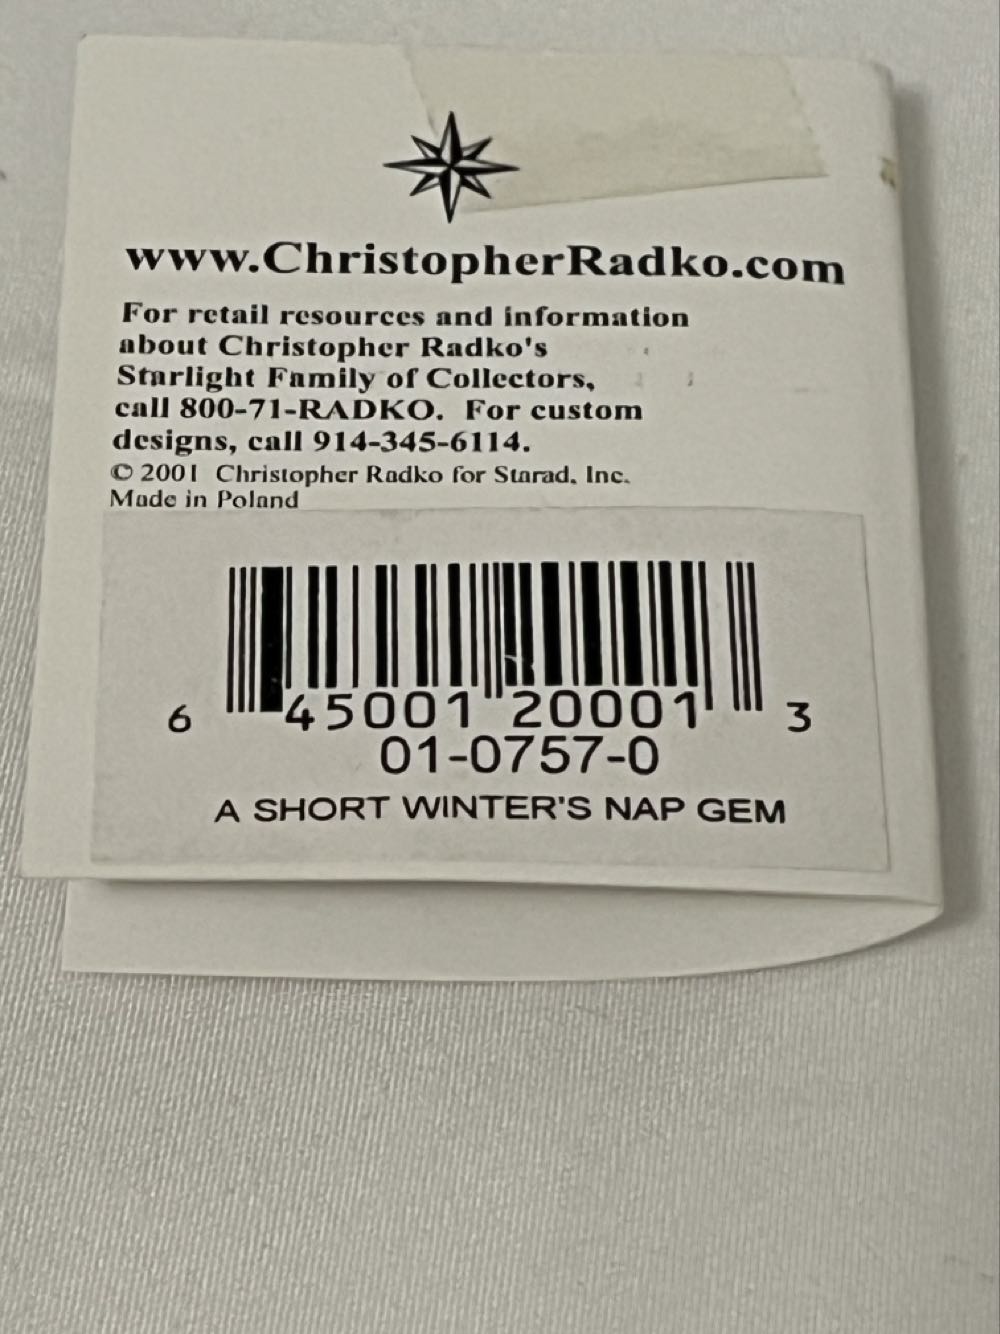 www.ChristopherRadko.com
For retail resources and information
about Christopher Radko's
Starlight Family of Collectors,
call 800-71-RADKO. For custom
designs, call 914-345-6114.
© 2001 Christopher Radko for Starad, Inc.
Made in Poland
6 45001 20001 3
01-0757-0
A SHORT WINTER'S NAP GEM